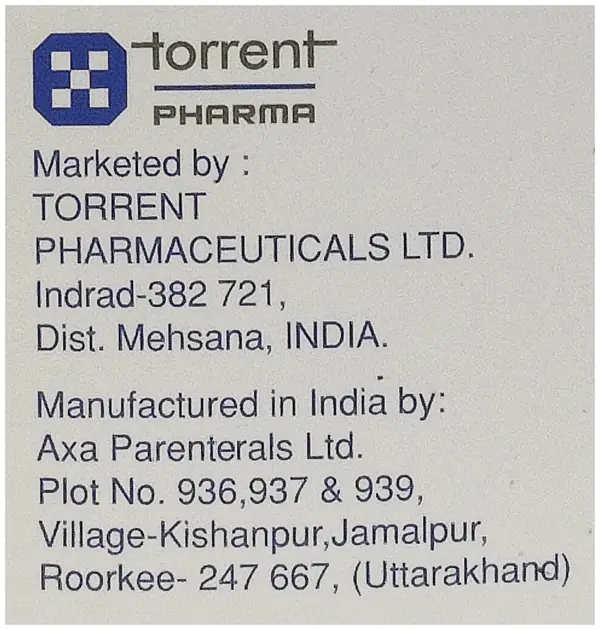 torrent
PHARMA
Marketed by :
TORRENT
PHARMACEUTICALS LTD.
Indrad-382 721,
Dist. Mehsana, INDIA.
Manufactured in India by:
Axa Parenterals Ltd.
Plot No. 936,937 & 939,
Village-Kishanpur,Jamalpur,
Roorkee- 247 667, (Uttarakhand)